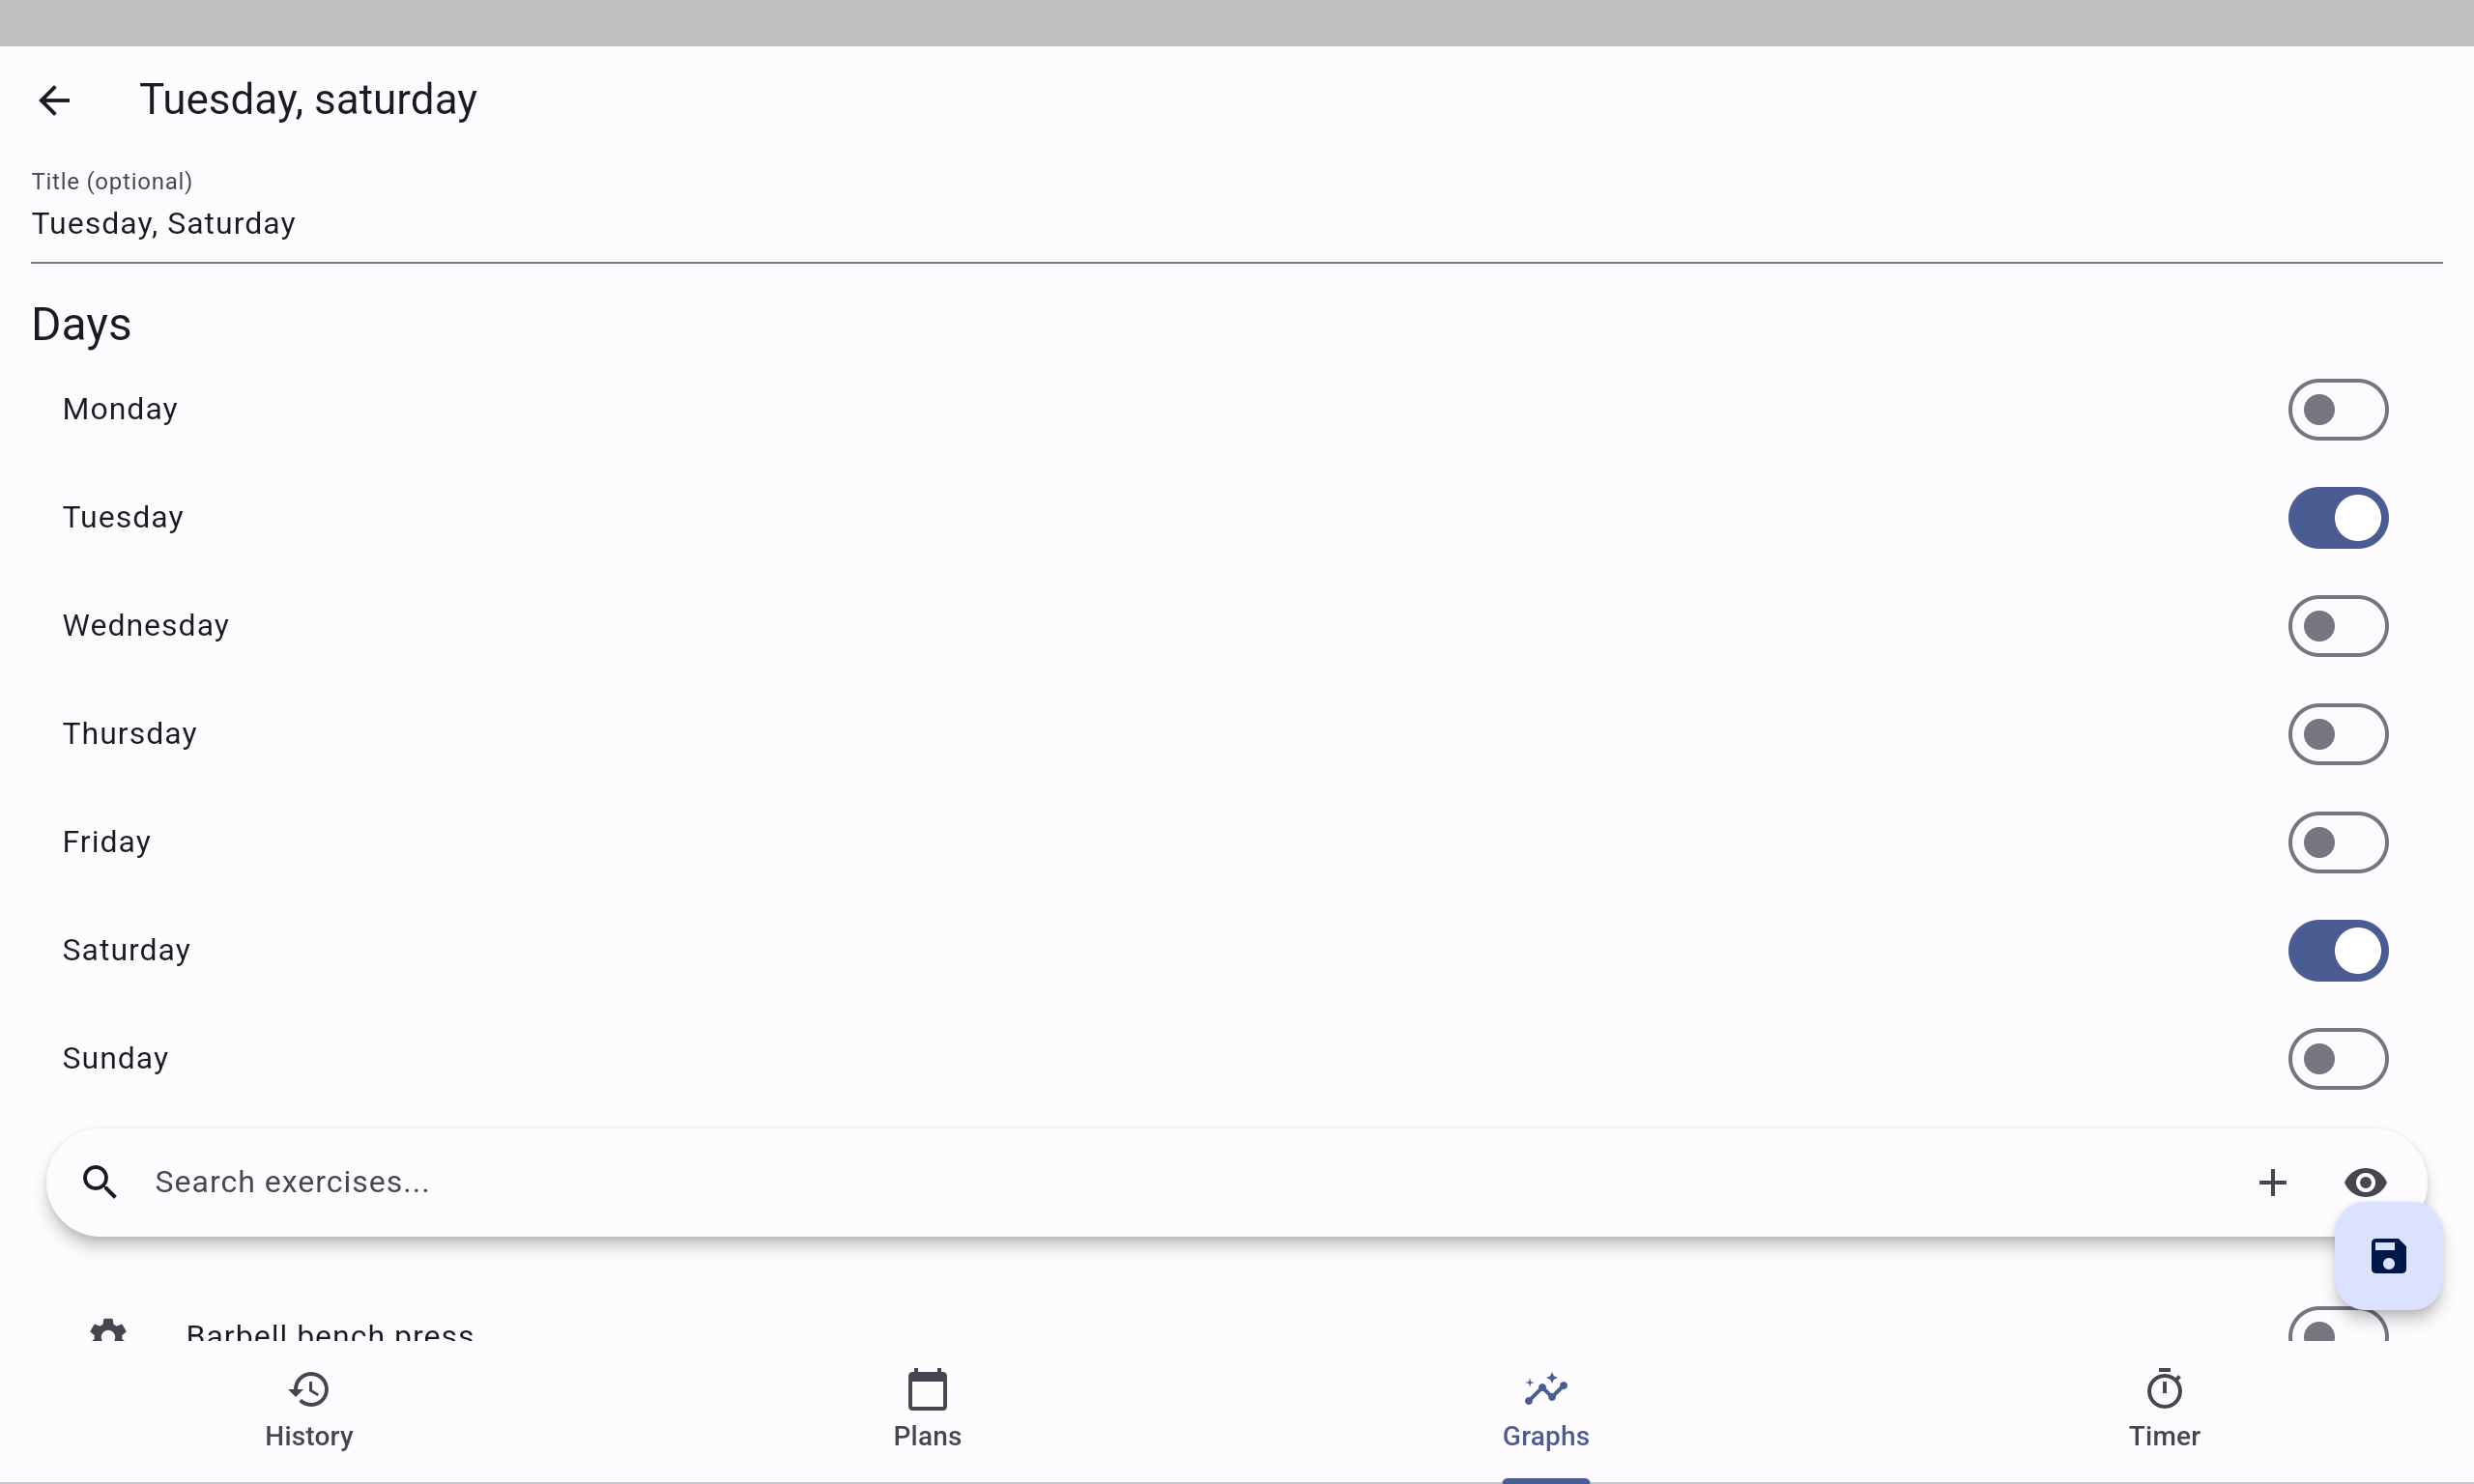 Tuesday, saturday
Title (optional)
Tuesday, Saturday
Days
Monday
Tuesday
Wednesday
Thursday
Friday
Saturday
Sunday
Search exercises...
Barbell bench press
History
Plans
Graphs
Timer